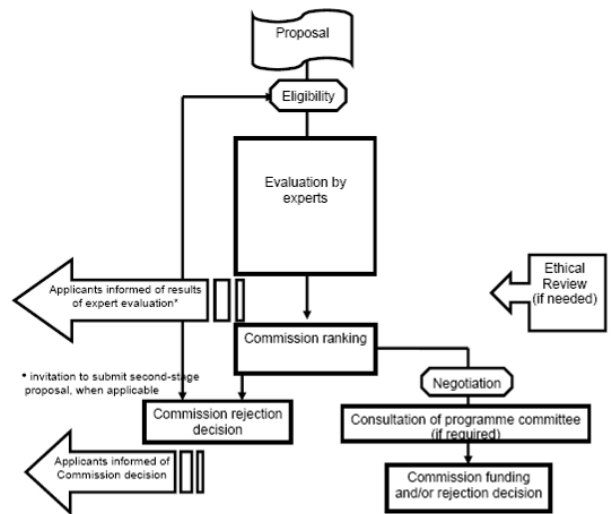 Proposal
Eligibility
Evaluation by
experts
Applicants informed of results
of expert evaluation*
Ethical
Review
(if needed)
Commission ranking
* invitation to submit second-stage
proposal, when applicable
Negotiation
Commission rejection
decision
Consultation of programme committee
(if required)
Applicants informed of
Commission decision
Commission funding
and/or rejection decision